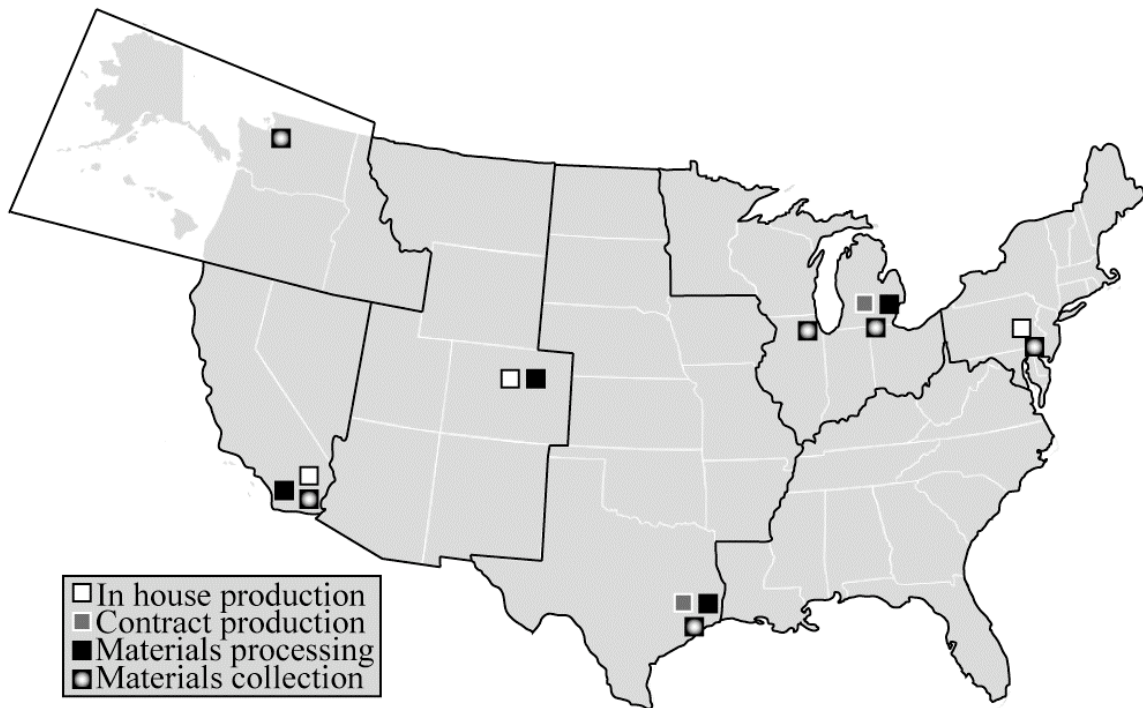 In house production
Contract production
Materials processing
Materials collection